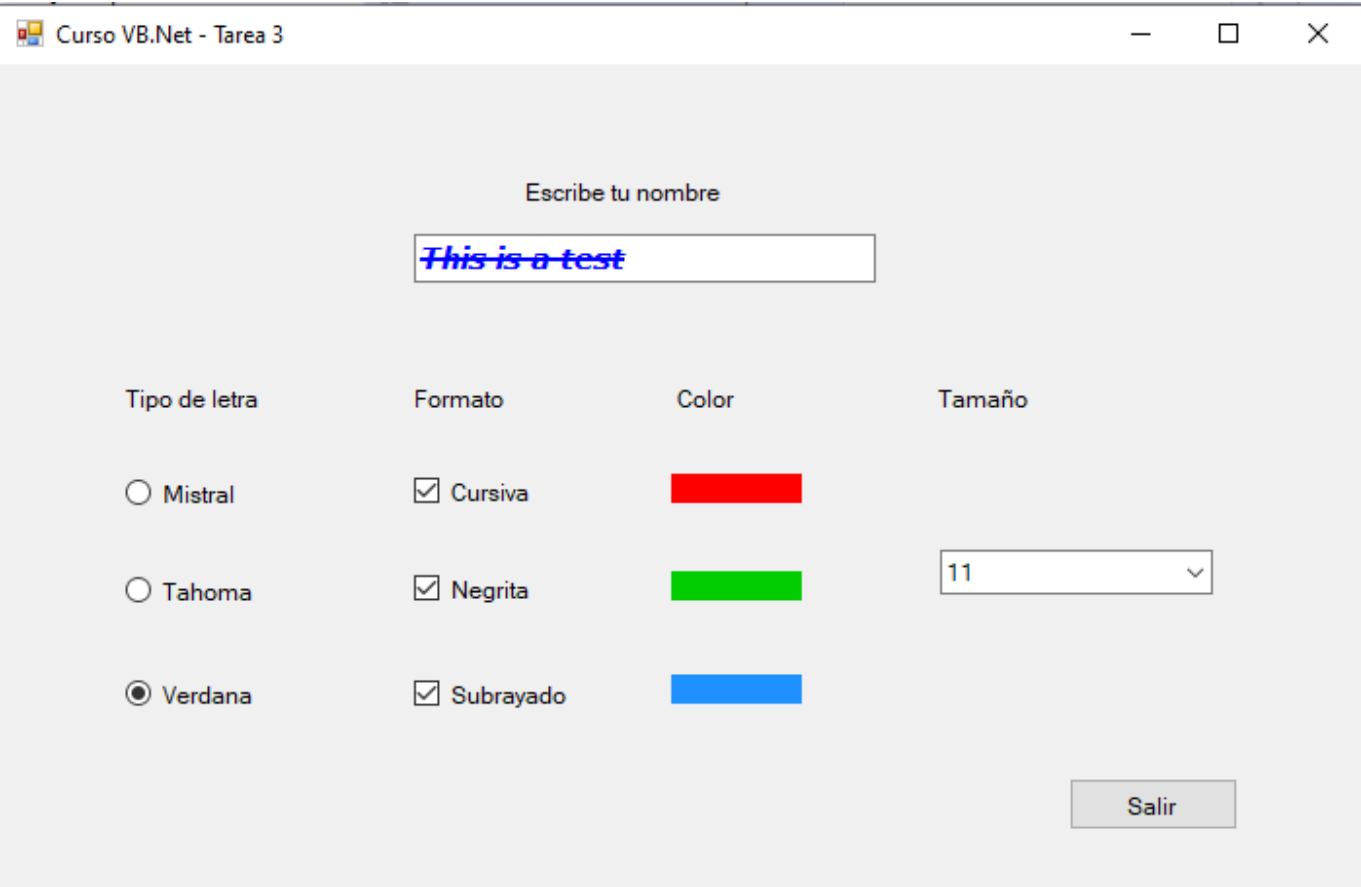 Curso VB.Net - Tarea 3
Escribe tu nombre
This is a test
Tipo de letra Formato Color Tamaño
Mistral Cursiva
11
Tahoma Negrita
Verdana Subrayado
Salir